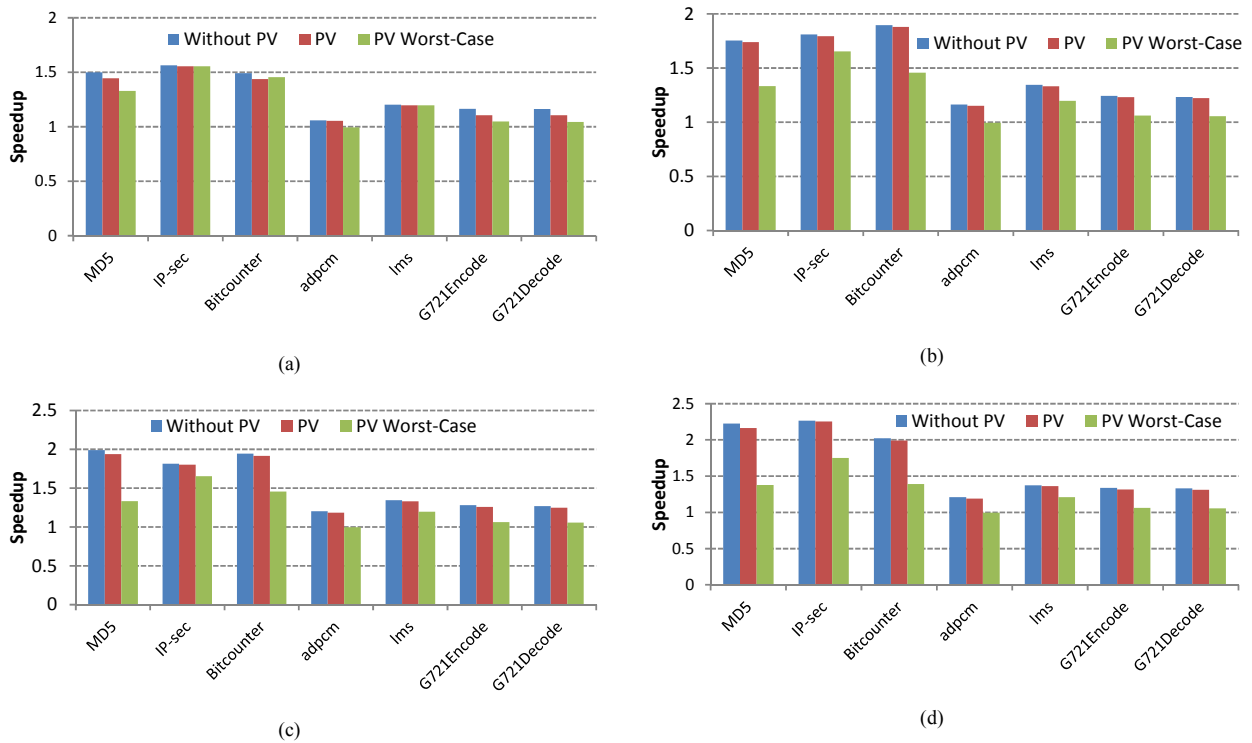 2
1.5
1
0.5
0
Speedup
Without PV PV PV Worst-Case
MD5
IP-sec
Bitcounter
adpcm
lms
G721Encode
G721Decode
(a)
2
1.5
1
0.5
0
Speedup
Without PV PV PV Worst-Case
MD5
IP-sec
Bitcounter
adpcm
lms
G721Encode
G721Decode
(b)
2.5
2
1.5
1
0.5
0
Speedup
Without PV PV PV Worst-Case
MD5
IP-sec
Bitcounter
adpcm
lms
G721Encode
G721Decode
(c)
2.5
2
1.5
1
0.5
0
Speedup
Without PV PV PV Worst-Case
MD5
IP-sec
Bitcounter
adpcm
lms
G721Encode
G721Decode
(d)